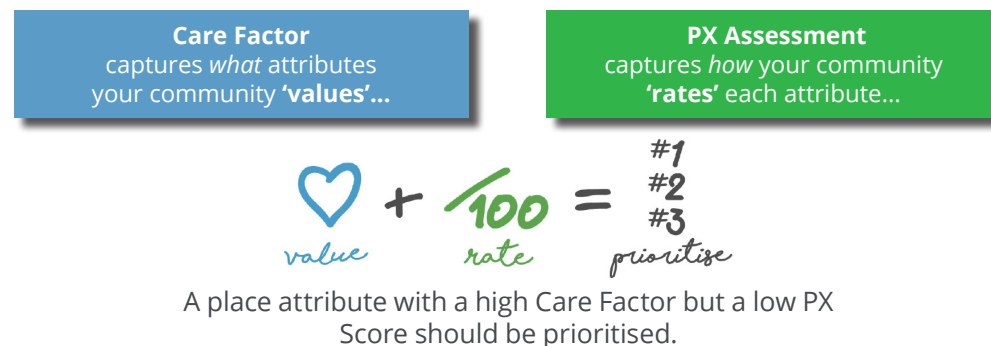 Care Factor
captures what attributes
your community ‘values’...
PX Assessment
captures how your community
‘rates’ each attribute...
#1
#2
#3
+ /100 =
value
rate
prioritise
A place attribute with a high Care Factor but a low PX
Score should be prioritised.